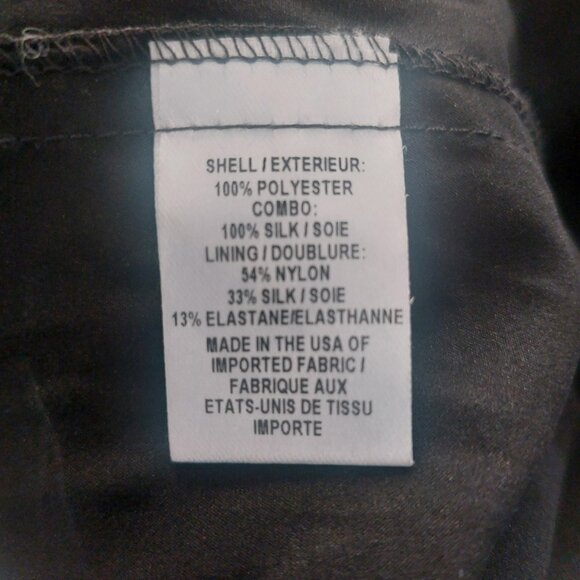 SHELL / EXTERIEUR:
100% POLYESTER
COMBO:
100% SILK / SOIE
LINING / DOUBLURE:
54% NYLON
33% SILK / SOIE
13% ELASTANE/ELASTHANNE
MADE IN THE USA OF
IMPORTED FABRIC /
FABRIQUE AUX
ETATS-UNIS DE TISSU
IMPORTE